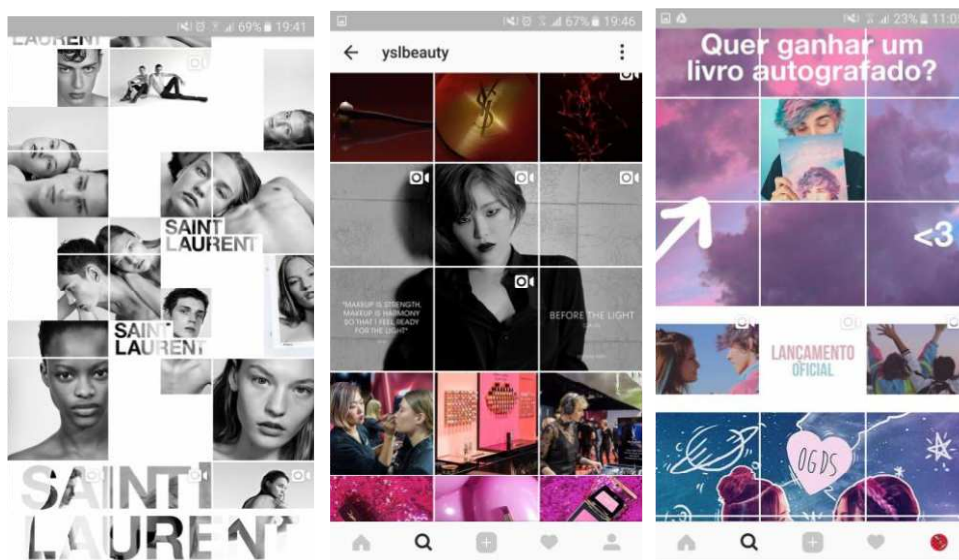 69% 19:41
LAURENT
SAINT
LAURENT
SAINT
LAURENT
SAINT
LAURENT
67% 19:46
yslbeauty
YSL
"MAKEUP IS STRENGTH,
MAKEUP IS HARMONY
SO THAT I FEEL READY
FOR THE LIGHT"
BEFORE THE LIGHT
23%
Quer ganhar um
livro autografado?
<3
LANÇAMENTO
OFICIAL
OGDS